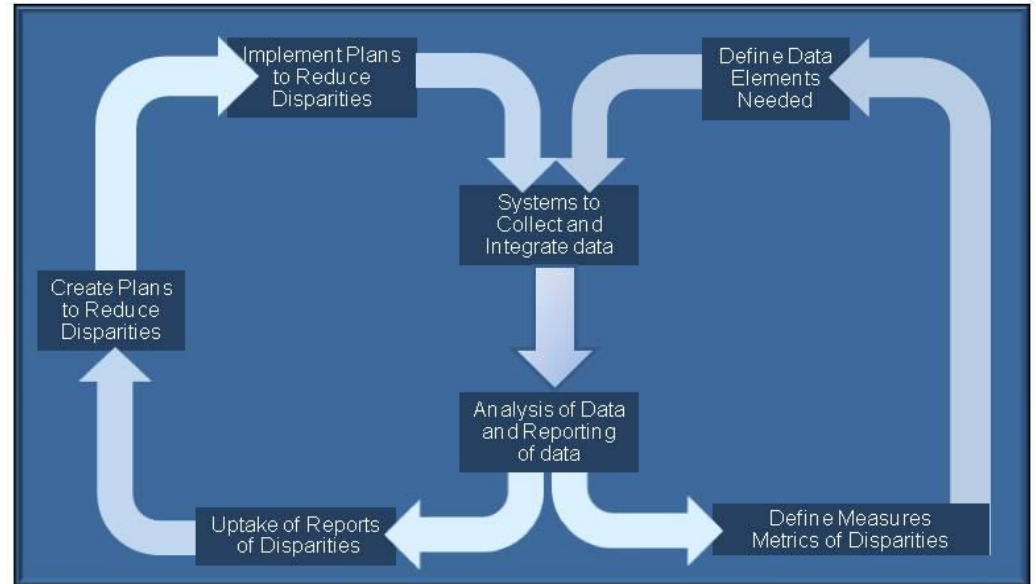 Implement Plans
to Reduce
Disparities
Define Data
Elements
Needed
Systems to
Collect and
Integrate data
Create Plans
to Reduce
Disparities
Analysis of Data
and Reporting
of data
Uptake of Reports
of Disparities
Define Measures
Metrics of Disparities